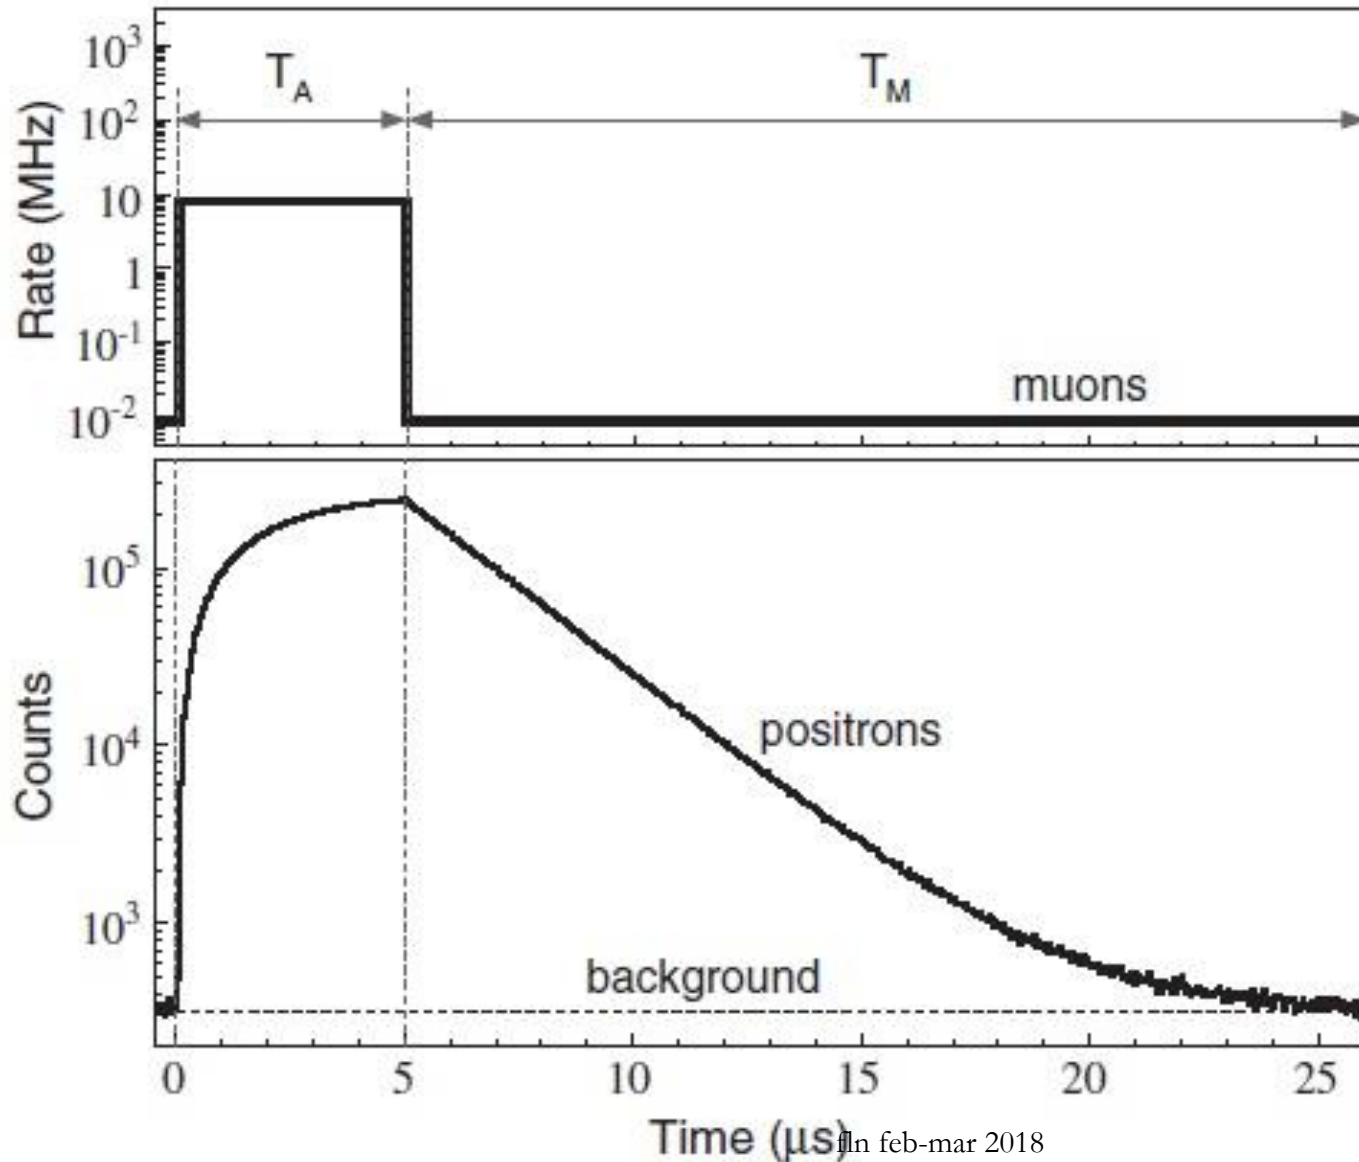 Rate (MHz)
10³
10²
10
1
10⁻¹
10⁻²
T_A
T_M
muons
Counts
10⁵
10⁴
10³
positrons
background
0 5 10 15 20 25
Time (μs)
fln feb-mar 2018